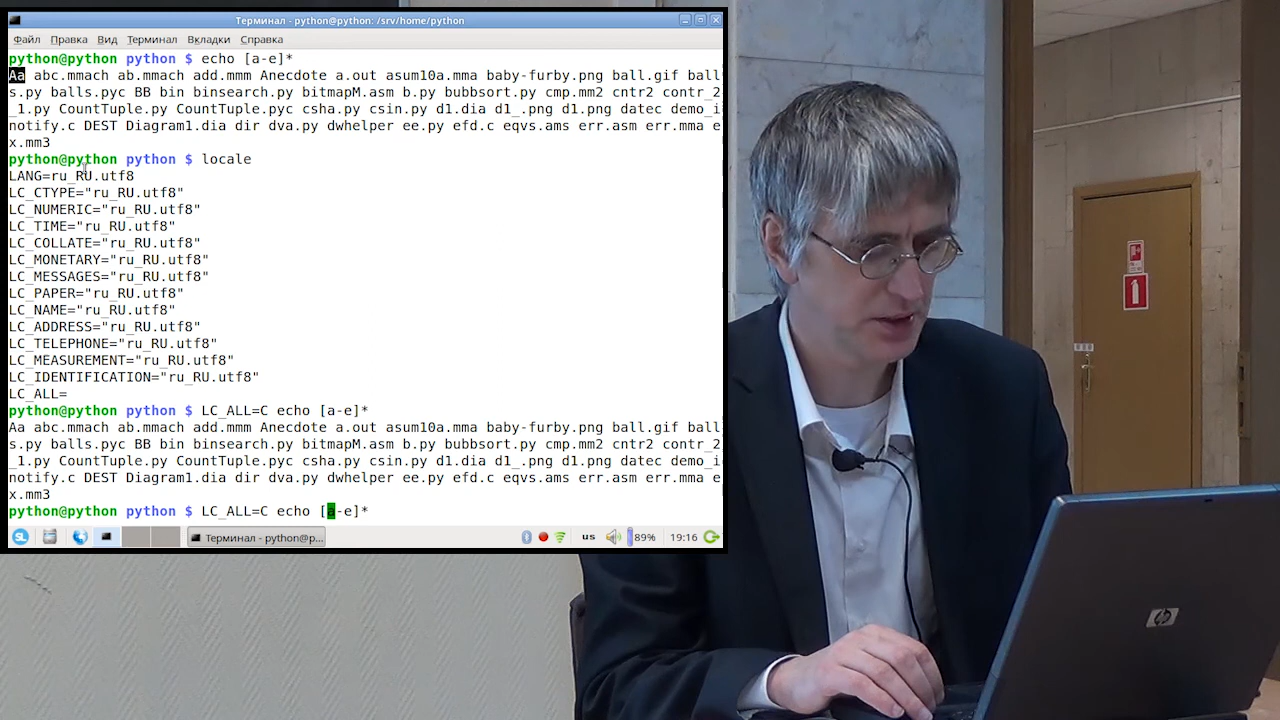 Терминал - python@python: /srv/home/python
Файл Правка Вид Терминал Вкладки Справка
python@python python $ echo [a-e]*
Aa abc.mmach ab.mmach add.mmm Anecdote a.out asum10a.mma baby-furby.png ball.gif ball
s.py balls.pyc BB bin binsearch.py bitmapM.asm b.py bubbsort.py cmp.mm2 cntr2 contr_2
_1.py CountTuple.py CountTuple.pyc csha.py csin.py d1.dia d1_.png d1.png datec demo_i
notify.c DEST Diagram1.dia dir dva.py dwhelper ee.py efd.c eqvs.ams err.asm err.mma e
x.mm3
python@python python $ locale
LANG=ru_RU.utf8
LC_CTYPE="ru_RU.utf8"
LC_NUMERIC="ru_RU.utf8"
LC_TIME="ru_RU.utf8"
LC_COLLATE="ru_RU.utf8"
LC_MONETARY="ru_RU.utf8"
LC_MESSAGES="ru_RU.utf8"
LC_PAPER="ru_RU.utf8"
LC_NAME="ru_RU.utf8"
LC_ADDRESS="ru_RU.utf8"
LC_TELEPHONE="ru_RU.utf8"
LC_MEASUREMENT="ru_RU.utf8"
LC_IDENTIFICATION="ru_RU.utf8"
LC_ALL=
python@python python $ LC_ALL=C echo [a-e]*
Aa abc.mmach ab.mmach add.mmm Anecdote a.out asum10a.mma baby-furby.png ball.gif ball
s.py balls.pyc BB bin binsearch.py bitmapM.asm b.py bubbsort.py cmp.mm2 cntr2 contr_2
_1.py CountTuple.py CountTuple.pyc csha.py csin.py d1.dia d1_.png d1.png datec demo_i
notify.c DEST Diagram1.dia dir dva.py dwhelper ee.py efd.c eqvs.ams err.asm err.mma e
x.mm3
python@python python $ LC_ALL=C echo [a-e]*
SL Терминал - python@p... us 89% 19:16
hp